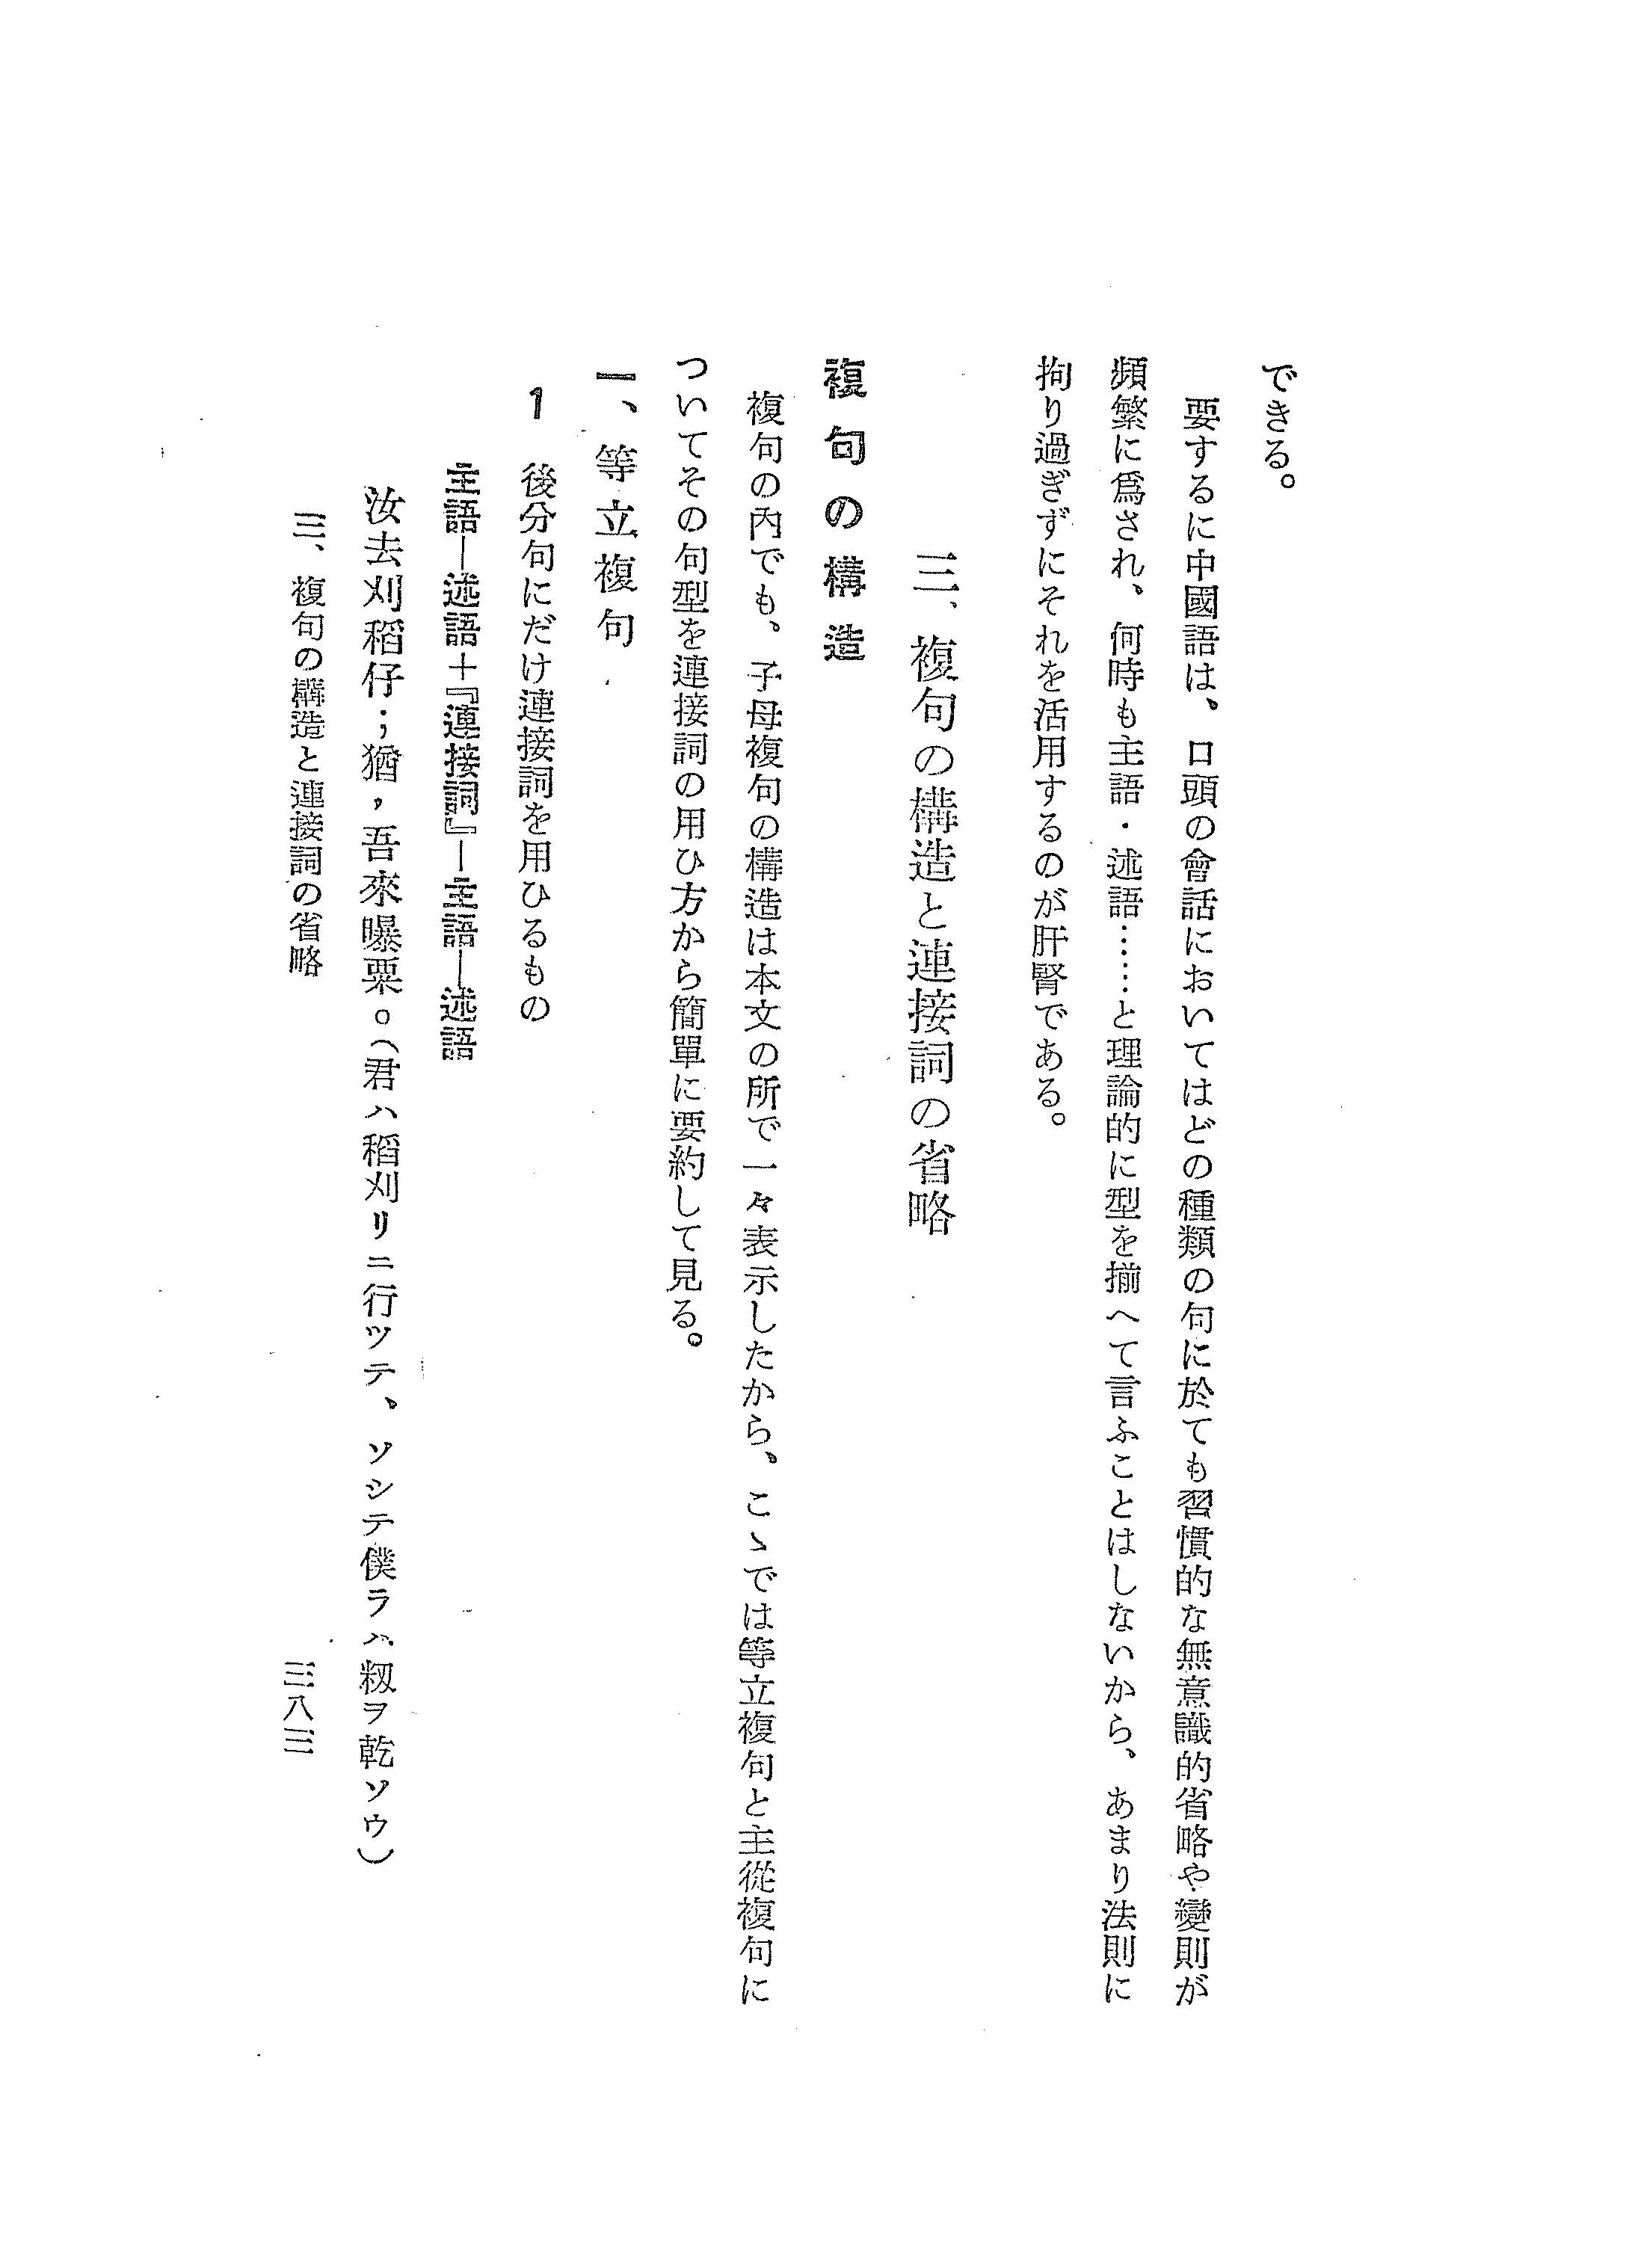 できる。
要するに中國語は、口頭の會話においてはどの種類の句に於ても習慣的な無意識的省略や變則が
頻繁に爲され、何時も主語・述語……と理論的に型を揃へて言ふことはしないから、あまり法則に
拘り過ぎずにそれを活用するのが肝腎である。
三、複句の構造と連接詞の省略
複句の構造
複句の內でも、子母複句の構造は本文の所で一々表示したから、こゝでは等立複句と主從複句に
ついてその句型を連接詞の用ひ方から簡單に要約して見る。
一、等立複句
1 後分句にだけ連接詞を用ひるもの
主語—述語＋『連接詞』—主語—述語
汝去刈稻仔；猶，吾來曝粟。（君ハ稻刈リニ行ツテ、ソシテ僕ラハ籾ヲ乾ソウ）
三、複句の構造と連接詞の省略
三八三